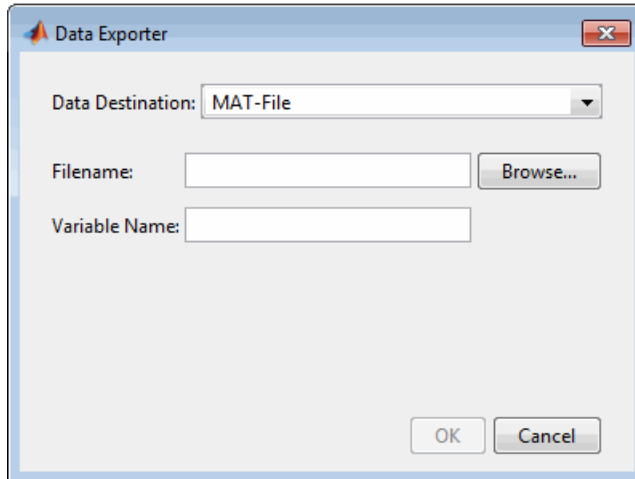 Data Exporter
Data Destination: MAT-File
Filename: Browse...
Variable Name:
OK Cancel